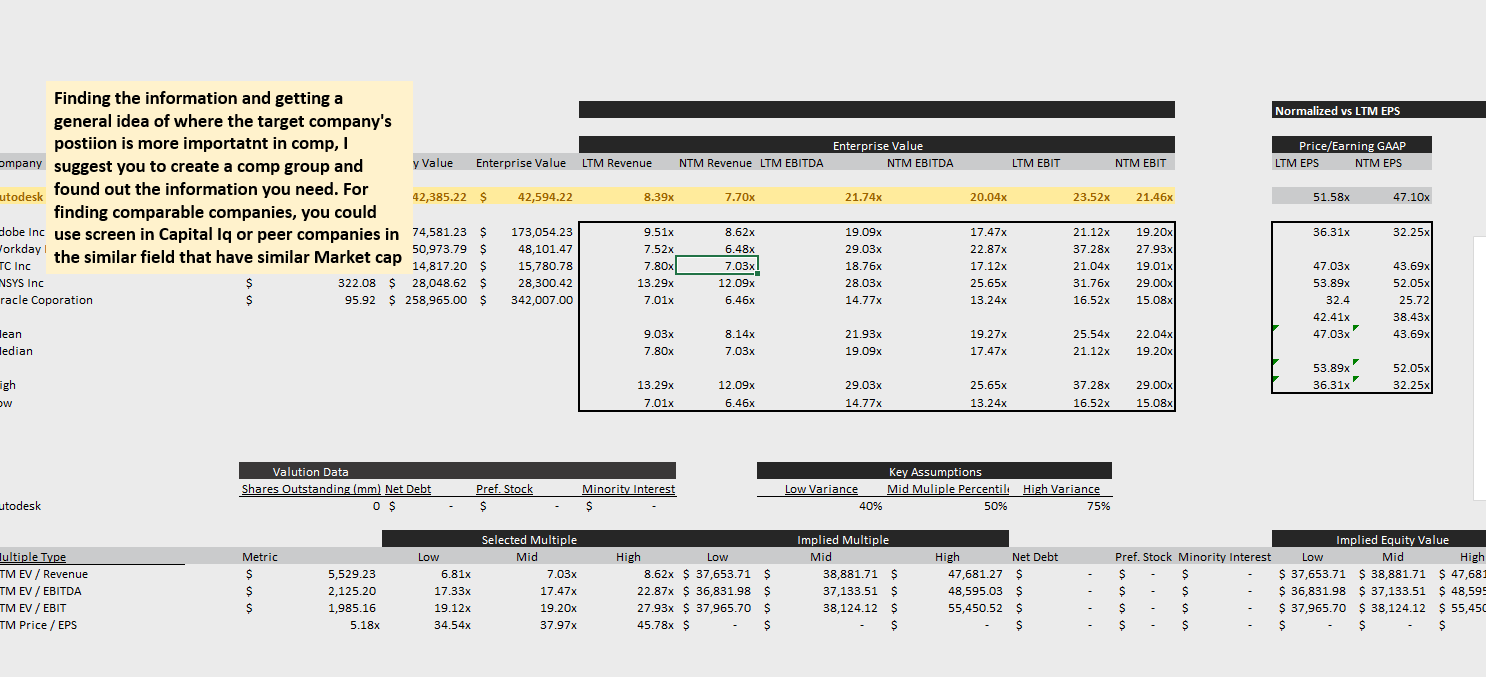 Finding the information and getting a
general idea of where the target company's
postiion is more importatnt in comp, I
suggest you to create a comp group and
found out the information you need. For
finding comparable companies, you could
use screen in Capital Iq or peer companies in
the similar field that have similar Market cap
Normalized vs LTM EPS
Enterprise Value Price/Earning GAAP
ompany y Value Enterprise Value LTM Revenue NTM Revenue LTM EBITDA NTM EBITDA LTM EBIT NTM EBIT LTM EPS NTM EPS
utodesk 42,385.22 $ 42,594.22 8.39x 7.70x 21.74x 20.04x 23.52x 21.46x 51.58x 47.10x
dobe Inc 74,581.23 $ 173,054.23 9.51x 8.62x 19.09x 17.47x 21.12x 19.20x 36.31x 32.25x
orkday 50,973.79 $ 48,101.47 7.52x 6.48x 29.03x 22.87x 37.28x 27.93x
TC Inc 14,817.20 $ 15,780.78 7.80x 7.03x 18.76x 17.12x 21.04x 19.01x 47.03x 43.69x
NSYS Inc $ 322.08 $ 28,048.62 $ 28,300.42 13.29x 12.09x 28.03x 25.65x 31.76x 29.00x 53.89x 52.05x
racle Coporation $ 95.92 $ 258,965.00 $ 342,007.00 7.01x 6.46x 14.77x 13.24x 16.52x 15.08x 32.4 25.72
42.41x 38.43x
ean 9.03x 8.14x 21.93x 19.27x 25.54x 22.04x 47.03x 43.69x
edian 7.80x 7.03x 19.09x 17.47x 21.12x 19.20x
53.89x 52.05x
igh 13.29x 12.09x 29.03x 25.65x 37.28x 29.00x 36.31x 32.25x
ow 7.01x 6.46x 14.77x 13.24x 16.52x 15.08x
Valution Data Key Assumptions
Shares Outstanding (mm) Net Debt Pref. Stock Minority Interest Low Variance Mid Muliple Percentile High Variance
utodesk 0 $ - $ - $ - 40% 50% 75%
Selected Multiple Implied Multiple Implied Equity Value
ultiple Type Metric Low Mid High Low Mid High Net Debt Pref. Stock Minority Interest Low Mid High
TM EV / Revenue $ 5,529.23 6.81x 7.03x 8.62x $ 37,653.71 $ 38,881.71 $ 47,681.27 $ - $ - $ - $ 37,653.71 $ 38,881.71 $ 47,681
TM EV / EBITDA $ 2,125.20 17.33x 17.47x 22.87x $ 36,831.98 $ 37,133.51 $ 48,595.03 $ - $ - $ - $ 36,831.98 $ 37,133.51 $ 48,595
TM EV / EBIT $ 1,985.16 19.12x 19.20x 27.93x $ 37,965.70 $ 38,124.12 $ 55,450.52 $ - $ - $ - $ 37,965.70 $ 38,124.12 $ 55,450
TM Price / EPS 5.18x 34.54x 37.97x 45.78x $ - $ - $ - $ - $ - $ - $ - $ - $